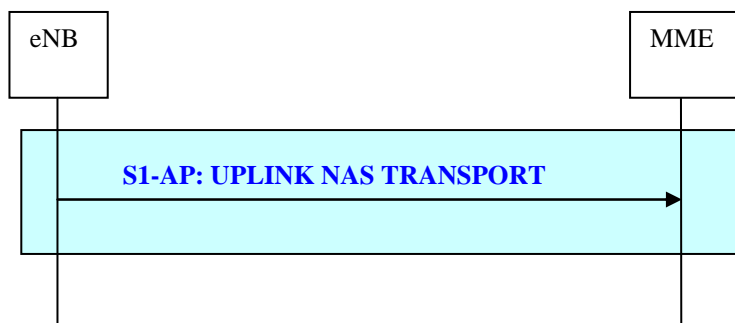 eNB
MME
S1-AP: UPLINK NAS TRANSPORT